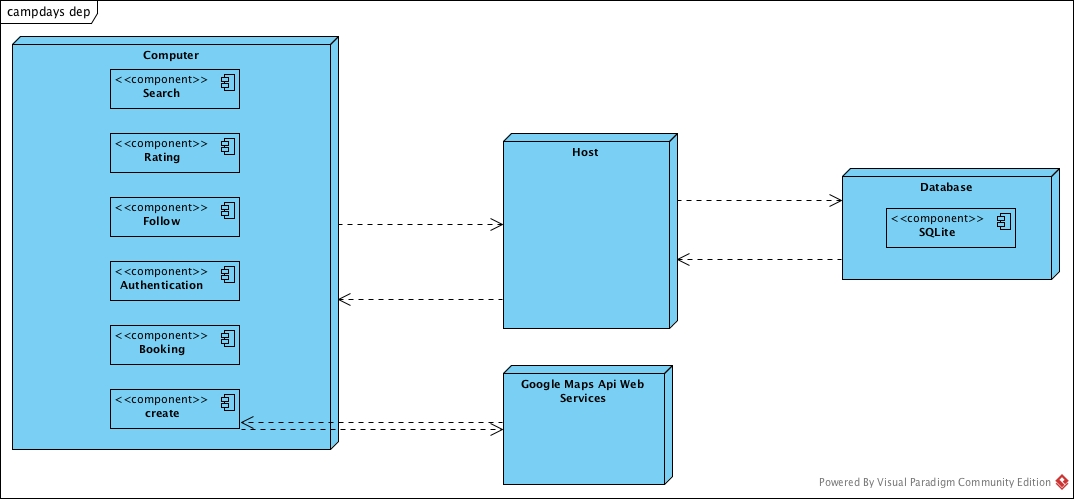 campdays dep
Computer
<<component>>
Search
<<component>>
Rating
<<component>>
Follow
<<component>>
Authentication
<<component>>
Booking
<<component>>
create
Host
Google Maps Api Web
Services
Database
<<component>>
SQLite
Powered By Visual Paradigm Community Edition